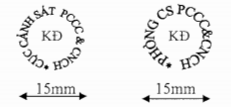 CỤC CẢNH SÁT PCCC & CNCH
KĐ
15mm
PHÒNG CS PCCC&CNCH
KĐ
15mm